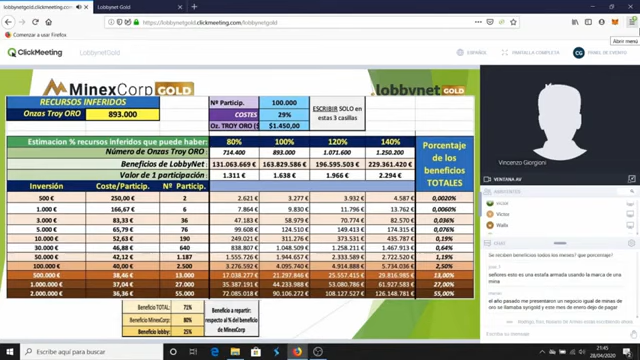 lobbynetgold.clickmeeting.com/l
Lobbynet Gold
https://lobbynetgold.clickmeeting.com/lobbynetgold
Comenzar a usar Firefox
Abrir menú
ClickMeeting
LobbynetGold
ESPAÑOL
PANTALLA COMPLETA
CG
MINEXCORP GOLD
lobbynet GOLD
RECURSOS INFERIDOS
Onzas Troy ORO 893.000
Nº Particip. 100.000
COSTES 29%
Oz. TROY ORO ($ $1.450,00
ESCRIBIR SOLO en estas 3 casillas
Estimacion % recursos inferidos que puede haber: 80% 100% 120% 140%
Número de Onzas Troy ORO: 714.400 893.000 1.071.600 1.250.200
Beneficios de LobbyNet 131.063.669 € 163.829.586 € 196.595.503 € 229.361.420 €
Valor de 1 participación 1.311 € 1.638 € 1.966 € 2.294 €
Porcentaje de los beneficios TOTALES
Inversión Coste/Particip. Nº Particip.
500 € 250,00 € 2 2.621 € 3.277 € 3.932 € 4.587 € 0,0020%
1.000 € 166,67 € 6 7.864 € 9.830 € 11.796 € 13.762 € 0,0060%
3.000 € 83,33 € 36 47.183 € 58.979 € 70.774 € 82.570 € 0,036%
5.000 € 65,79 € 76 99.608 € 124.510 € 149.413 € 174.315 € 0,076%
10.000 € 52,63 € 190 249.021 € 311.276 € 373.531 € 435.787 € 0,19%
30.000 € 46,88 € 640 838.807 € 1.048.509 € 1.258.211 € 1.467.913 € 0,64%
50.000 € 42,12 € 1.187 1.555.726 € 1.944.657 € 2.333.589 € 2.722.520 € 1,19%
100.000 € 40,00 € 2.500 3.276.592 € 4.095.740 € 4.914.888 € 5.734.036 € 2,50%
500.000 € 38,46 € 13.000 17.038.277 € 21.297.846 € 25.557.415 € 29.816.985 € 13,00%
1.000.000 € 37,04 € 27.000 35.387.191 € 44.233.988 € 53.080.786 € 61.927.583 € 27,00%
2.000.000 € 36,36 € 55.000 72.085.018 € 90.106.272 € 108.127.527 € 126.148.781 € 55,00%
Beneficio TOTAL: 71%
Beneficio MinexCorp: 80%
Beneficio lobby: 25%
Beneficio a repartir: respecto al % del beneficio de MinexCorp
Vincenzo Giorgioni
VENTANA AV
Victor
Walls
CHAT
Se reciben beneficios todos los meses? que porcentaje?
señores esto es una estafa armada usando la marca de una mina
el año pasado me presentaron un negocio igual de minas de oro se llamaba syngold y este mes de enero dejo de pagar
Escribe aquí para buscar
21:45
28/04/2020